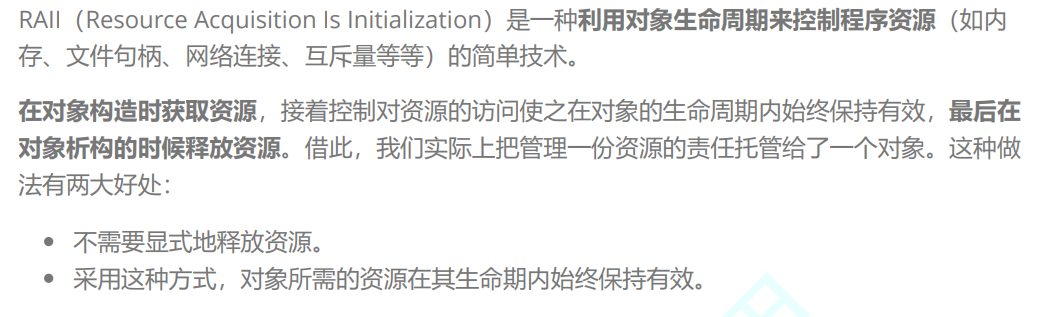 RAII（Resource Acquisition Is Initialization）是一种利用对象生命周期来控制程序资源（如内
存、文件句柄、网络连接、互斥量等等）的简单技术。
在对象构造时获取资源，接着控制对资源的访问使之在对象的生命周期内始终保持有效，最后在
对象析构的时候释放资源。借此，我们实际上把管理一份资源的责任托管给了一个对象。这种做
法有两大好处：
不需要显式地释放资源。
采用这种方式，对象所需的资源在其生命期内始终保持有效。